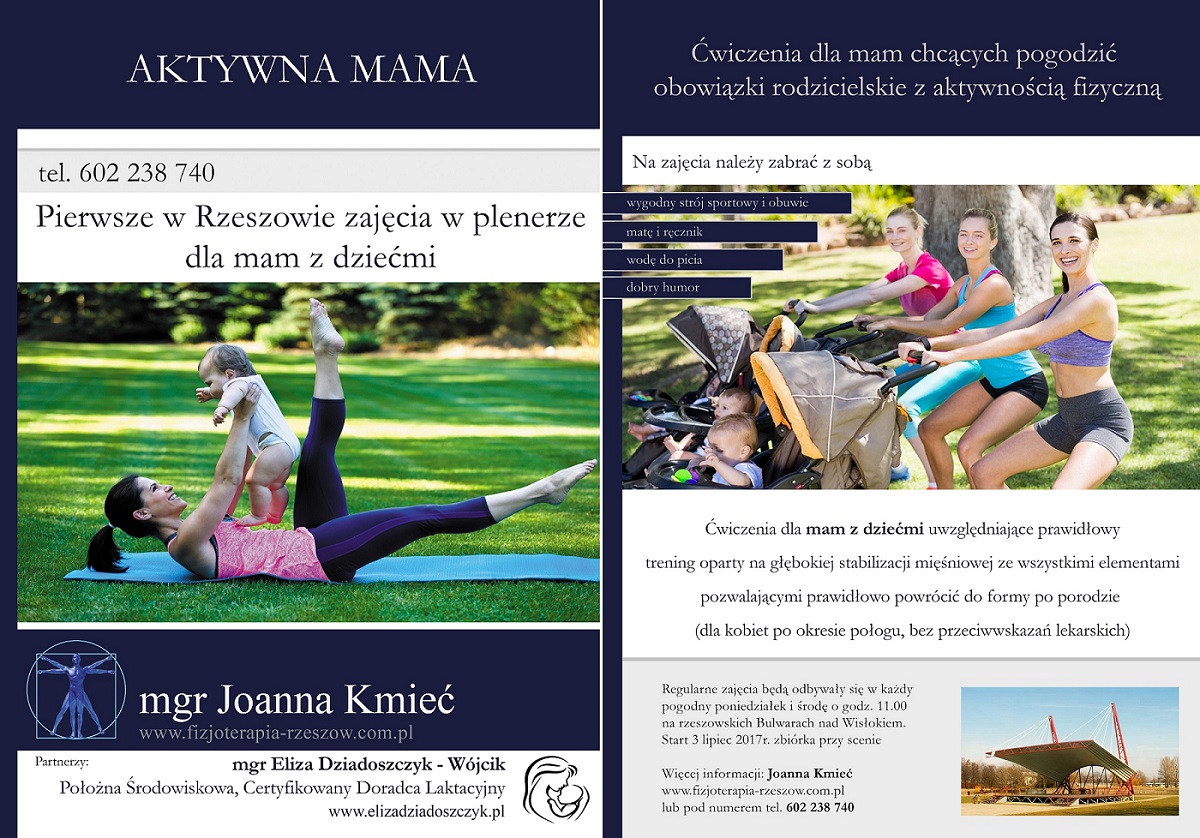 AKTYWNA MAMA
tel. 602 238 740
Pierwsze w Rzeszowie zajęcia w plenerze
dla mam z dziećmi
mgr Joanna Kmieć
www.fizjoterapia-rzeszow.com.pl
Partnerzy:
mgr Eliza Dziadoszczyk - Wójcik
Położna Środowiskowa, Certyfikowany Doradca Laktacyjny
www.elizadziadoszczyk.pl
Ćwiczenia dla mam chcących pogodzić
obowiązki rodzicielskie z aktywnością fizyczną
Na zajęcia należy zabrać z sobą
wygodny strój sportowy i obuwie
matę i ręcznik
wodę do picia
dobry humor
Ćwiczenia dla mam z dziećmi uwzględniające prawidłowy
trening oparty na głębokiej stabilizacji mięśniowej ze wszystkimi elementami
pozwalającymi prawidłowo powrócić do formy po porodzie
(dla kobiet po okresie połogu, bez przeciwwskazań lekarskich)
Regularne zajęcia będą odbywały się w każdy
pogodny poniedziałek i środę o godz. 11.00
na rzeszowskich Bulwarach nad Wisłokiem.
Start 3 lipiec 2017r. zbiórka przy scenie
Więcej informacji: Joanna Kmieć
www.fizjoterapia-rzeszow.com.pl
lub pod numerem tel. 602 238 740